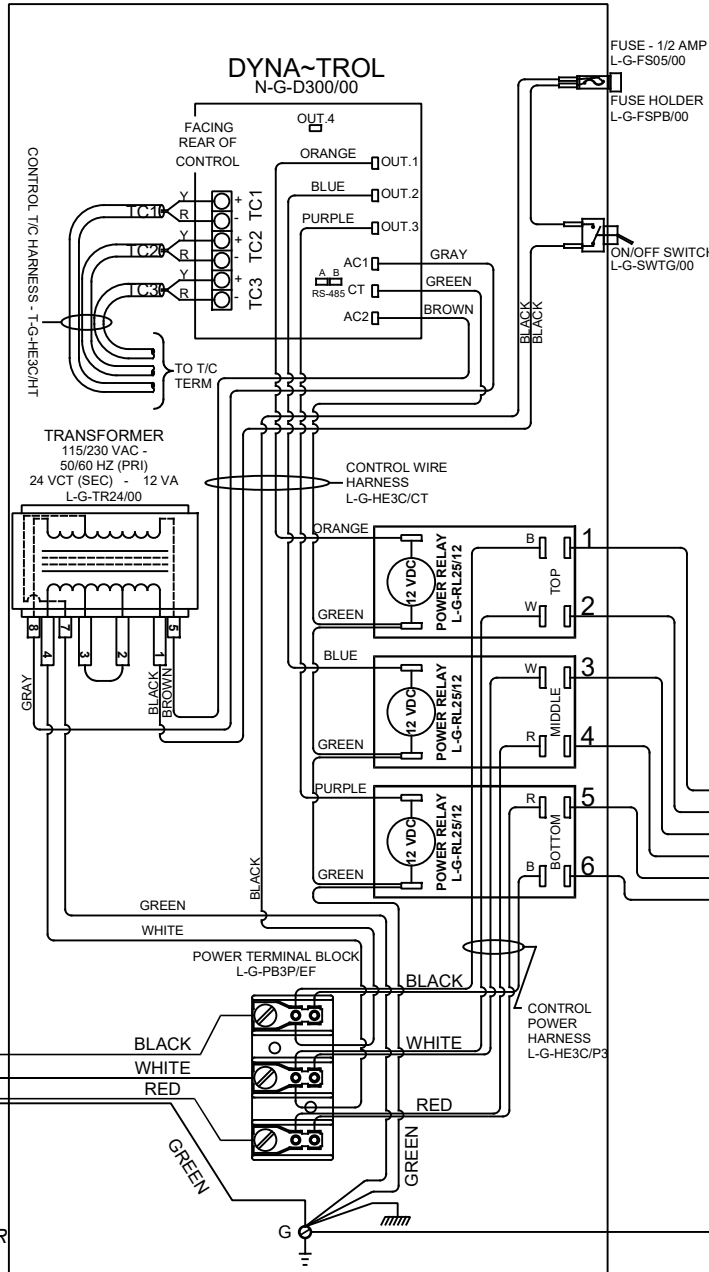 FUSE - 1/2 AMP
L-G-FS05/00
FUSE HOLDER
L-G-FSPB/00
DYNA~TROL
N-G-D300/00
OUT.4
FACING
REAR OF
CONTROL
ORANGE
OUT.1
BLUE
OUT.2
PURPLE
OUT.3
CONTROL T/C HARNESS - T-G-HE3C/HT
TC1
Y
R
+
-
TC1
TC2
Y
R
+
-
TC2
TC3
Y
R
+
-
TC3
AC1
GRAY
A B
RS-485
CT
GREEN
AC2
BROWN
ON/OFF SWITCH
L-G-SWTG/00
BLACK
BLACK
TO T/C
TERM
TRANSFORMER
115/230 VAC -
50/60 HZ (PRI)
24 VCT (SEC) - 12 VA
L-G-TR24/00
CONTROL WIRE
HARNESS
L-G-HE3C/CT
8
4
7
3
2
1
5
GRAY
BLACK
BROWN
ORANGE
GREEN
12 VDC
POWER RELAY
L-G-RL25/12
B
W
TOP
1
2
BLUE
GREEN
12 VDC
POWER RELAY
L-G-RL25/12
W
R
MIDDLE
3
4
PURPLE
GREEN
12 VDC
POWER RELAY
L-G-RL25/12
R
B
BOTTOM
5
6
BLACK
GREEN
WHITE
POWER TERMINAL BLOCK
L-G-PB3P/EF
BLACK
WHITE
RED
CONTROL
POWER
HARNESS
L-G-HE3C/P3
BLACK
WHITE
RED
GREEN
GREEN
G
R